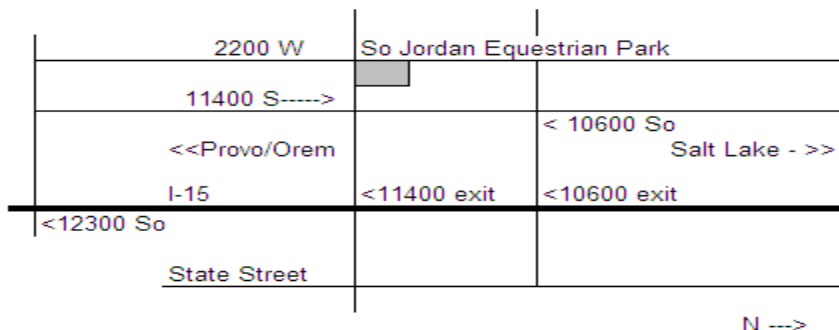 2200 W
So Jordan Equestrian Park
11400 S----->
< 10600 So
<<Provo/Orem
Salt Lake - >>
I-15
<11400 exit
<10600 exit
<12300 So
State Street
N --->